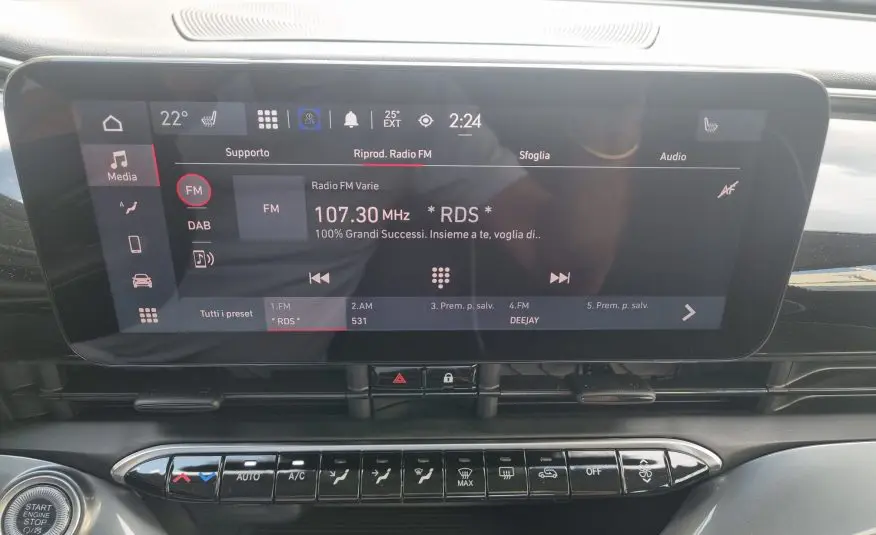 22°
25°
EXT
2:24
Media
Supporto
Riprod. Radio FM
Sfoglia
Audio
FM
DAB
FM
Radio FM Varie
107.30 MHz * RDS *
100% Grandi Successi. Insieme a te, voglia di..
AF
A
Tutti i preset
1.FM
* RDS *
2.AM
531
3. Prem. p. salv.
4.FM
DEEJAY
5. Prem. p. salv.
AUTO
A/C
MAX
OFF
START
ENGINE
STOP